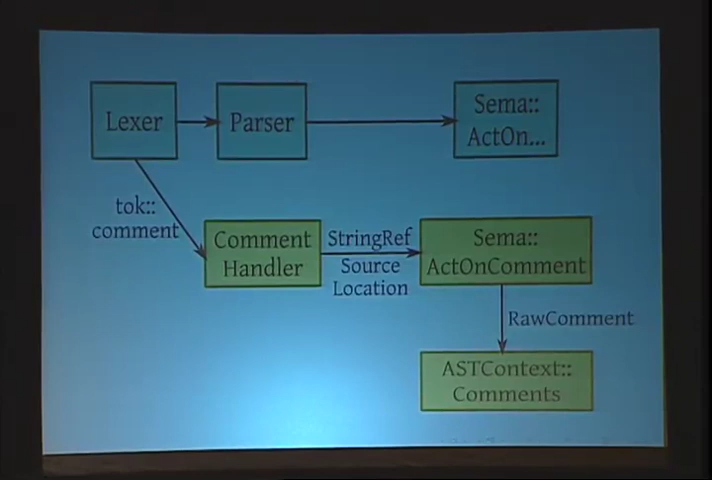 Lexer
Parser
Sema::
ActOn...
tok::
comment
Comment
Handler
StringRef
Source
Location
Sema::
ActOnComment
RawComment
ASTContext::
Comments